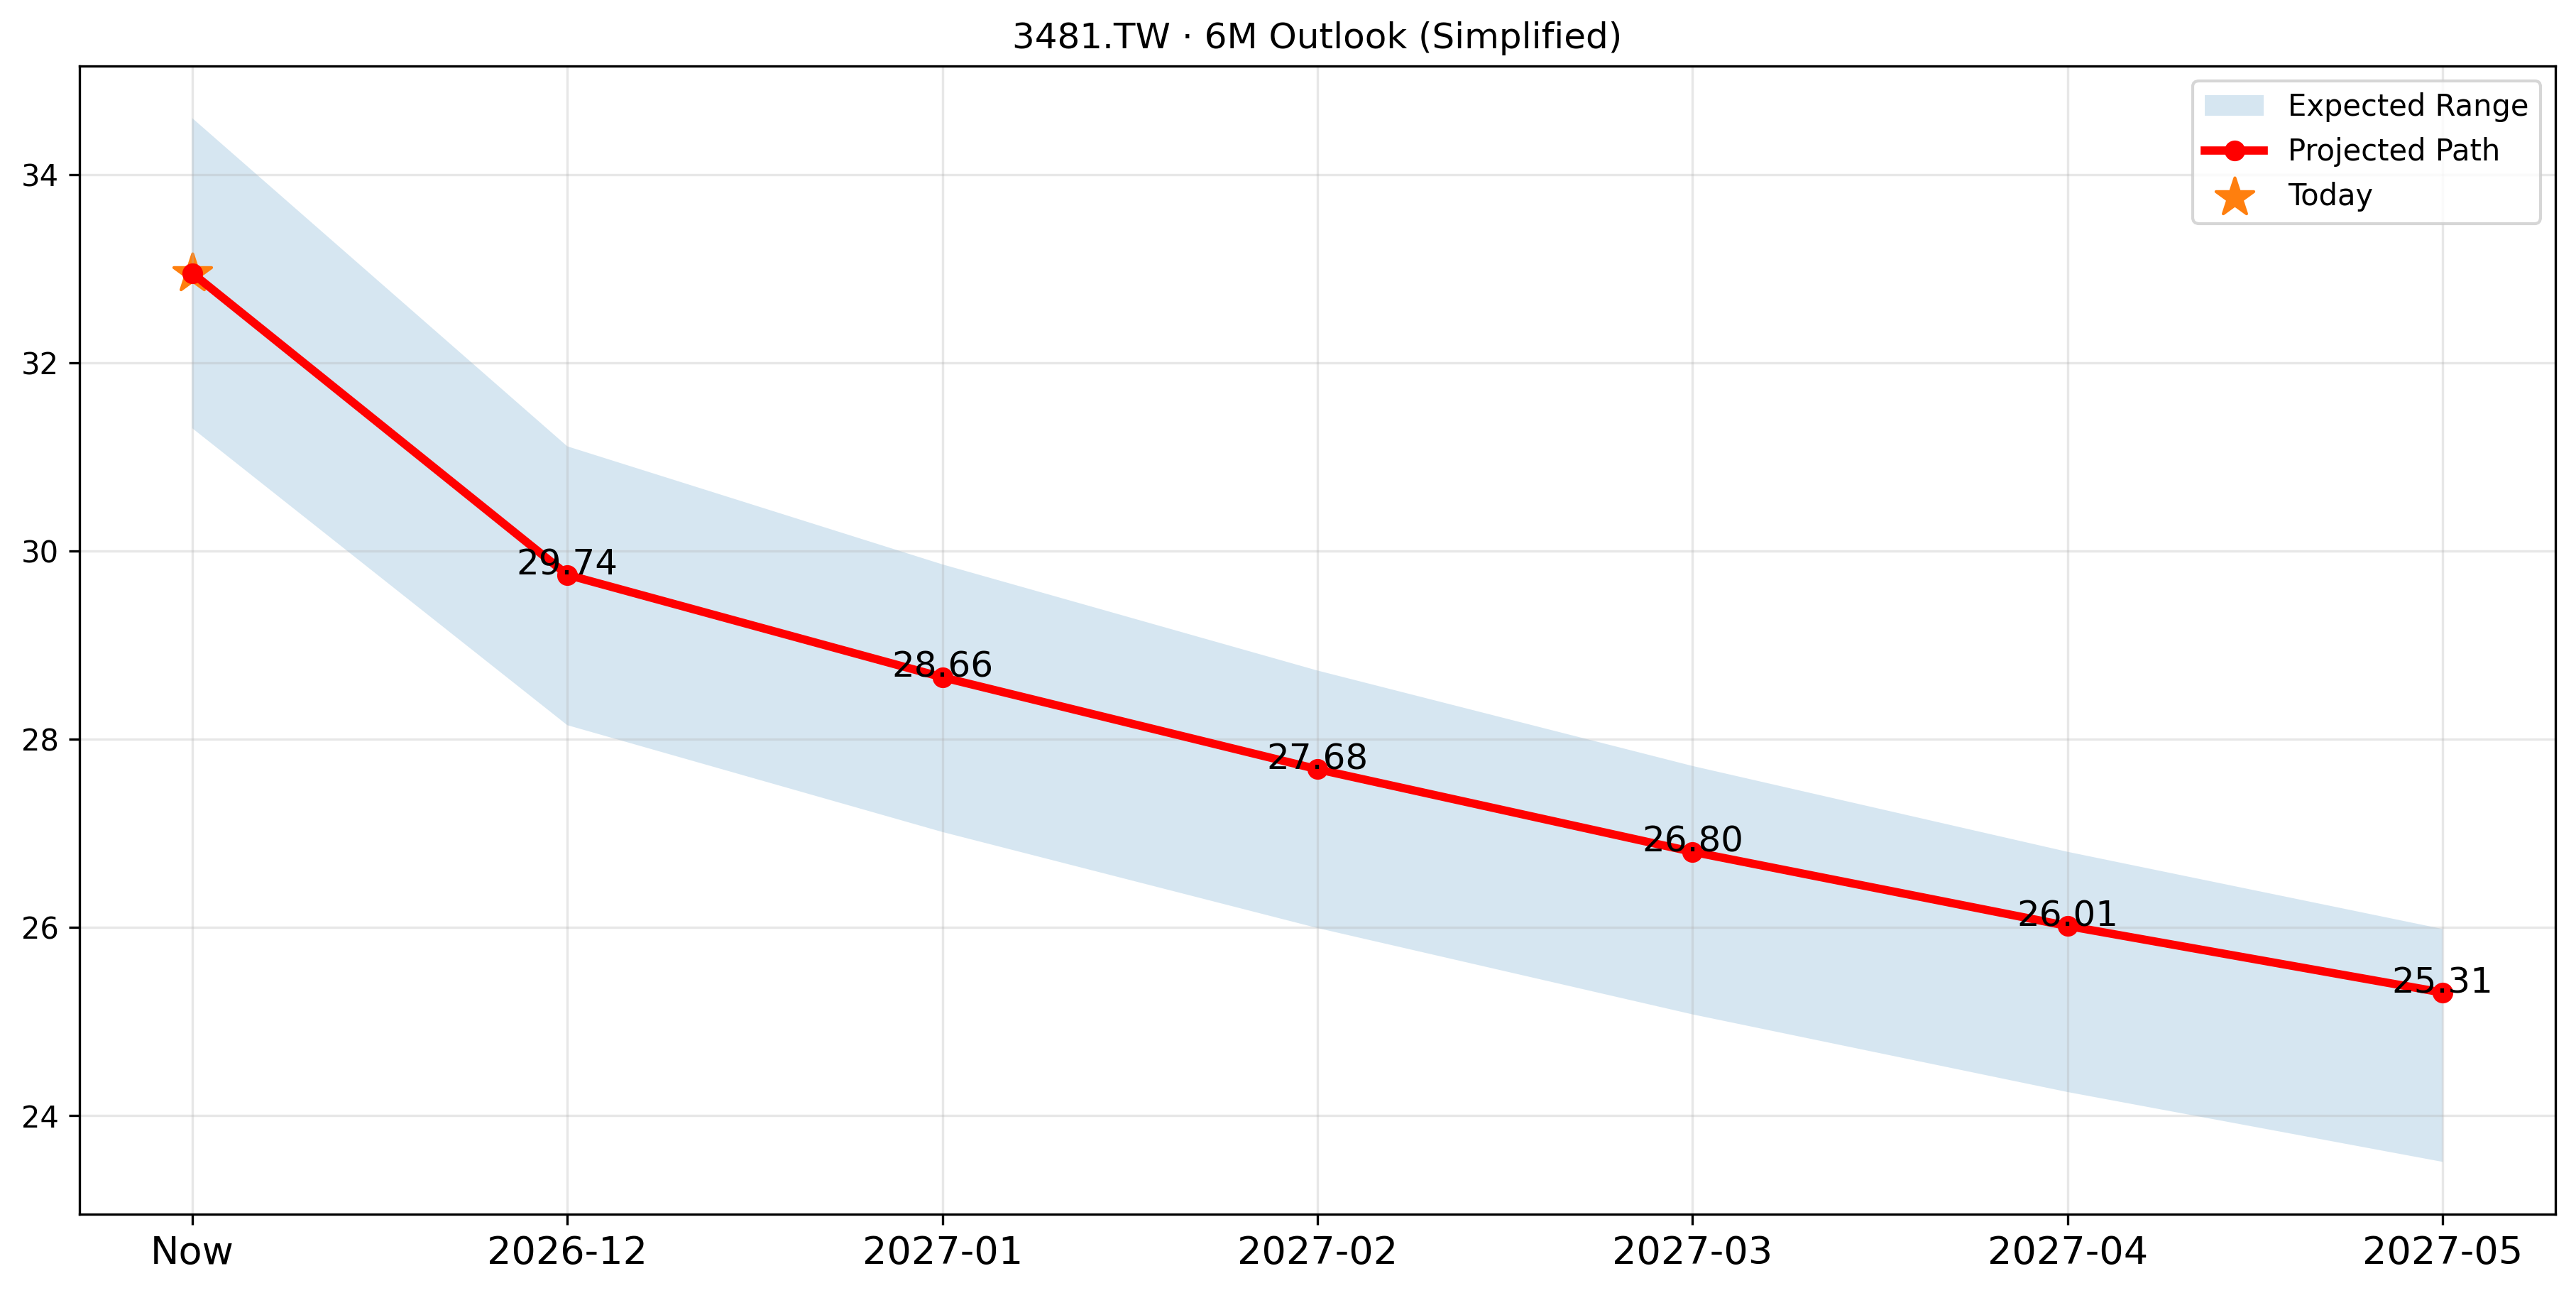 3481.TW · 6M Outlook (Simplified)
Expected Range
Projected Path
Today
34
32
30
28
26
24
29.74
28.66
27.68
26.80
26.01
25.31
Now 2026-12 2027-01 2027-02 2027-03 2027-04 2027-05